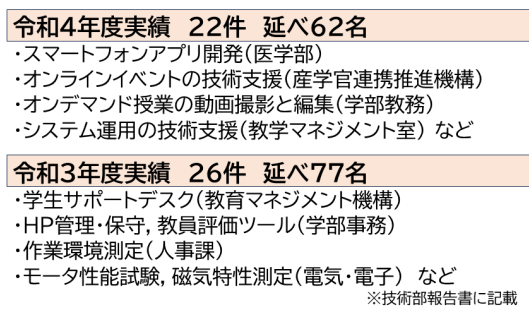 令和4年度実績　22件　延べ62名
・スマートフォンアプリ開発（医学部）
・オンラインイベントの技術支援（産学官連携推進機構）
・オンデマンド授業の動画撮影と編集（学部教務）
・システム運用の技術支援（教学マネジメント室） など
令和3年度実績　26件　延べ77名
・学生サポートデスク（教育マネジメント機構）
・HP管理・保守，教員評価ツール（学部事務）
・作業環境測定（人事課）
・モータ性能試験，磁気特性測定（電気・電子） など
※技術部報告書に記載